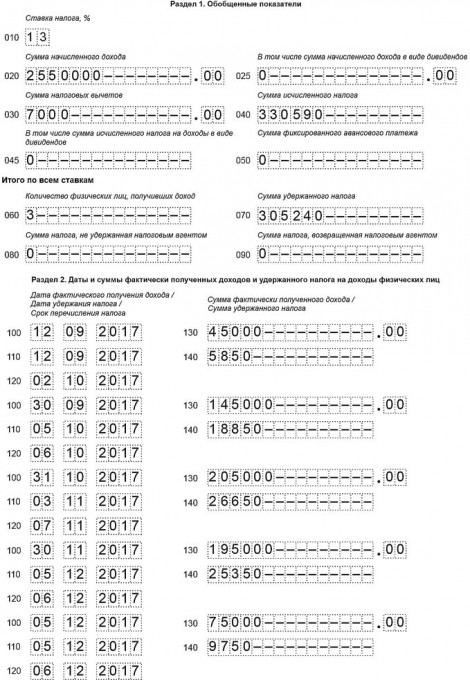 Раздел 1. Обобщенные показатели
Ставка налога, %
010 13
Сумма начисленного дохода
В том числе сумма начисленного дохода в виде дивидендов
020 2550000–––––––––.00
025 0––––––––––––––.00
Сумма налоговых вычетов
Сумма исчисленного налога
030 7000–––––––––––.00
040 330590–––––––––
В том числе сумма исчисленного налога на доходы в виде
дивидендов
Сумма фиксированного авансового платежа
045 0––––––––––––––
050 0––––––––––––––
Итого по всем ставкам
Количество физических лиц, получивших доход
Сумма удержанного налога
060 3––––––––––––––
070 305240–––––––––
Сумма налога, не удержанная налоговым агентом
Сумма налога, возвращенная налоговым агентом
080 0––––––––––––––
090 0––––––––––––––
Раздел 2. Даты и суммы фактически полученных доходов и удержанного налога на доходы физических лиц
Дата фактического получения дохода /
Дата удержания налога /
Срок перечисления налога
Сумма фактически полученного дохода /
Сумма удержанного налога
100 12 09 2017 130 45000––––––––––.00
110 12 09 2017 140 5850–––––––––––
120 02 10 2017
100 30 09 2017 130 145000–––––––––.00
110 05 10 2017 140 18850––––––––––
120 06 10 2017
100 31 10 2017 130 205000–––––––––.00
110 03 11 2017 140 26650––––––––––
120 07 11 2017
100 30 11 2017 130 195000–––––––––.00
110 05 12 2017 140 25350––––––––––
120 06 12 2017
100 05 12 2017 130 75000––––––––––.00
110 05 12 2017 140 9750–––––––––––
120 06 12 2017